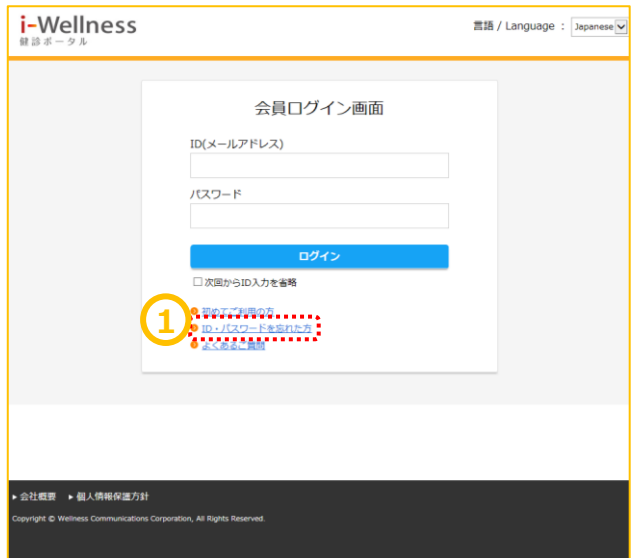 i-Wellness
健診ポータル
言語 / Language : Japanese
会員ログイン画面
ID(メールアドレス)
パスワード
ログイン
次回からID入力を省略
1
初めてご利用の方
ID・パスワードを忘れた方
よくあるご質問
会社概要 個人情報保護方針
Copyright © Wellness Communications Corporation, All Rights Reserved.